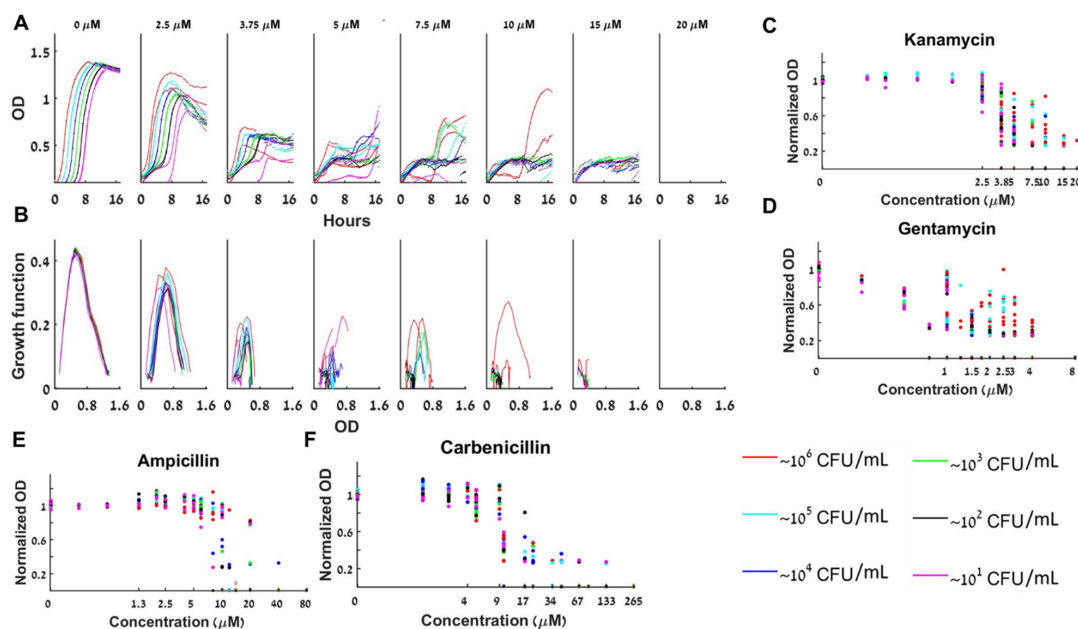 A
0 μM
2.5 μM
3.75 μM
5 μM
7.5 μM
10 μM
15 μM
20 μM
OD
1.5
1
0.5
0 8 16
0 8 16
0 8 16
0 8 16
0 8 16
0 8 16
0 8 16
0 8 16
Hours
B
Growth function
0.4
0.2
0
0 0.8 1.6
0 0.8 1.6
0 0.8 1.6
0 0.8 1.6
0 0.8 1.6
0 0.8 1.6
0 0.8 1.6
0 0.8 1.6
OD
C
Kanamycin
Normalized OD
1
0.6
0.2
0 2.5 3.85 7.510 15 20
Concentration (μM)
D
Gentamycin
Normalized OD
1
0.6
0.2
0 1 1.5 2 2.53 4 8
Concentration (μM)
E
Ampicillin
Normalized OD
1
0.6
0.2
0 1.3 2.5 5 10 20 40 80
Concentration (μM)
F
Carbenicillin
Normalized OD
1
0.6
0.2
0 4 9 17 34 67 133 265
Concentration (μM)
~10⁶ CFU/mL
~10³ CFU/mL
~10⁵ CFU/mL
~10² CFU/mL
~10⁴ CFU/mL
~10¹ CFU/mL